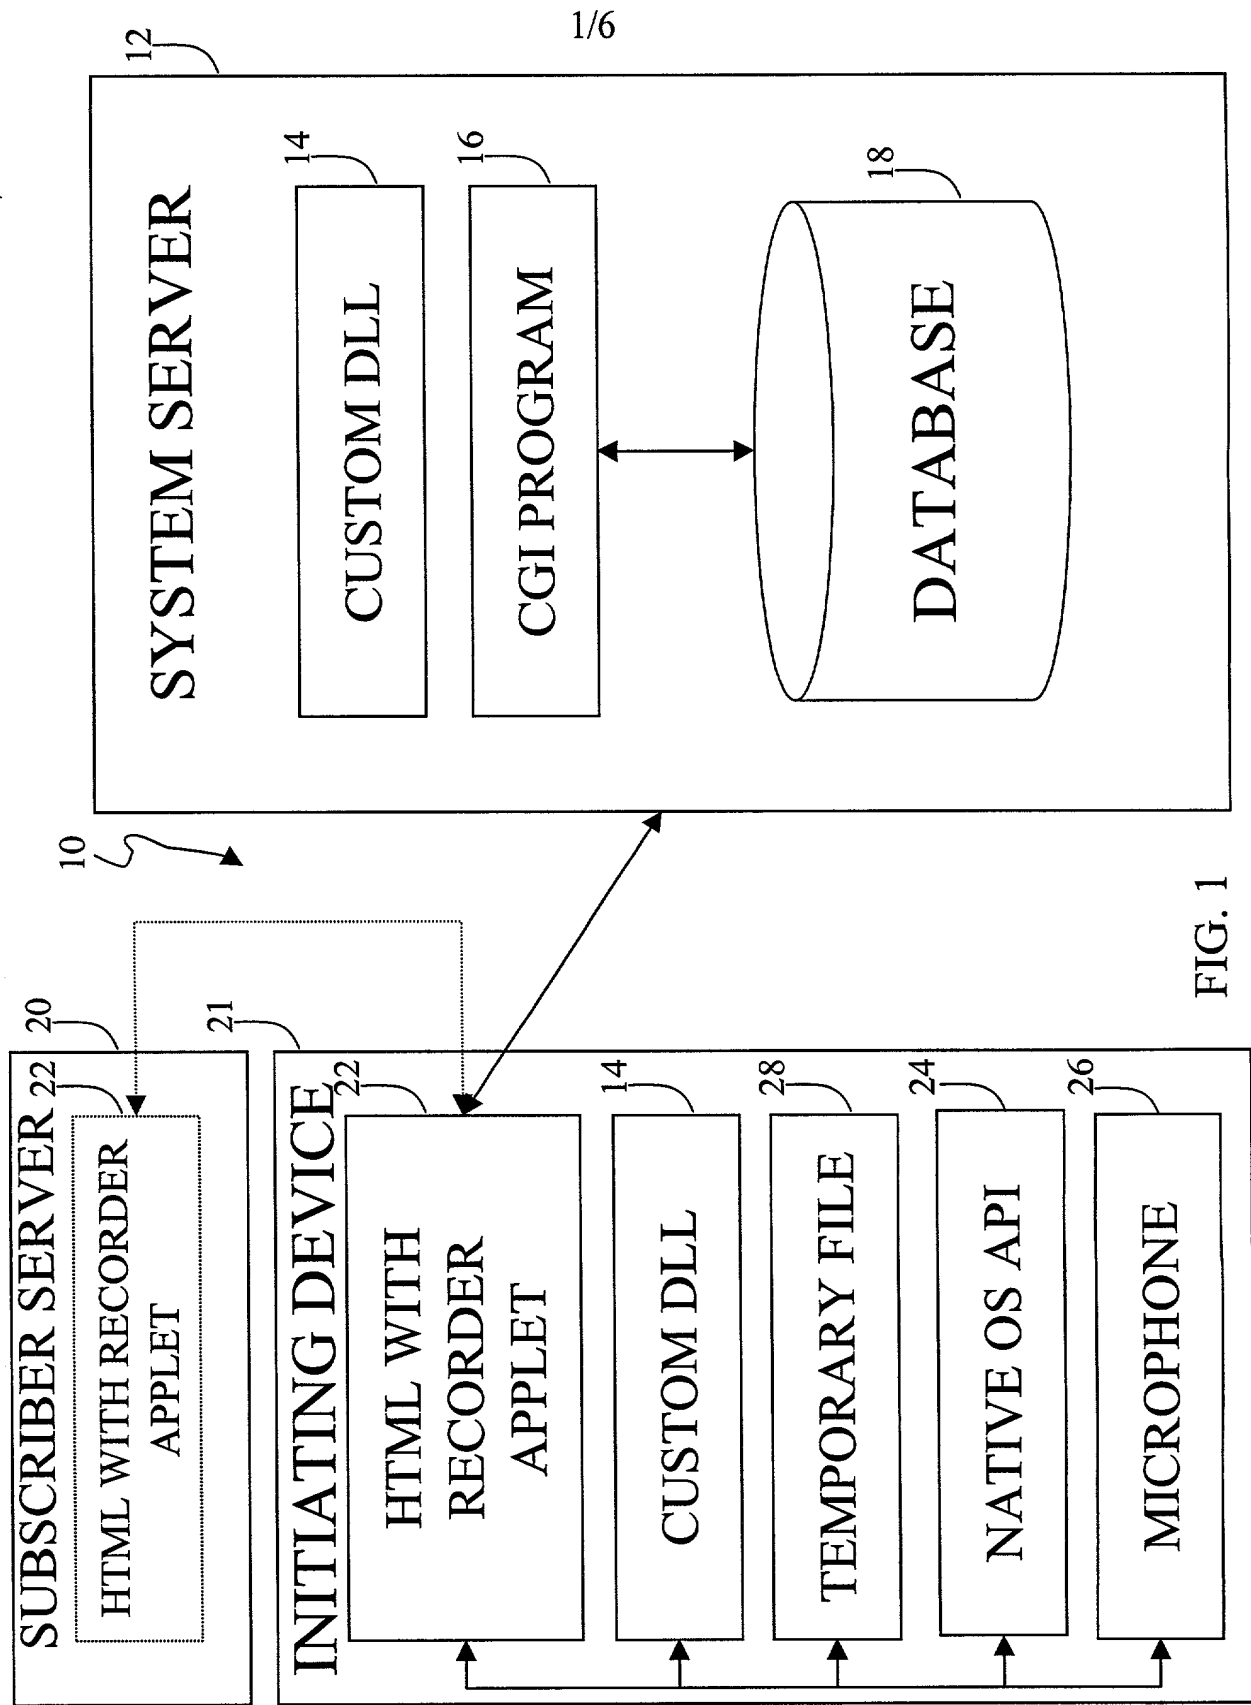 1/6
SUBSCRIBER SERVER
20
HTML WITH RECORDER
APPLET
22
INITIATING DEVICE
21
HTML WITH
RECORDER
APPLET
22
CUSTOM DLL
14
TEMPORARY FILE
28
NATIVE OS API
24
MICROPHONE
26
10
SYSTEM SERVER
12
CUSTOM DLL
14
CGI PROGRAM
16
DATABASE
18
FIG. 1